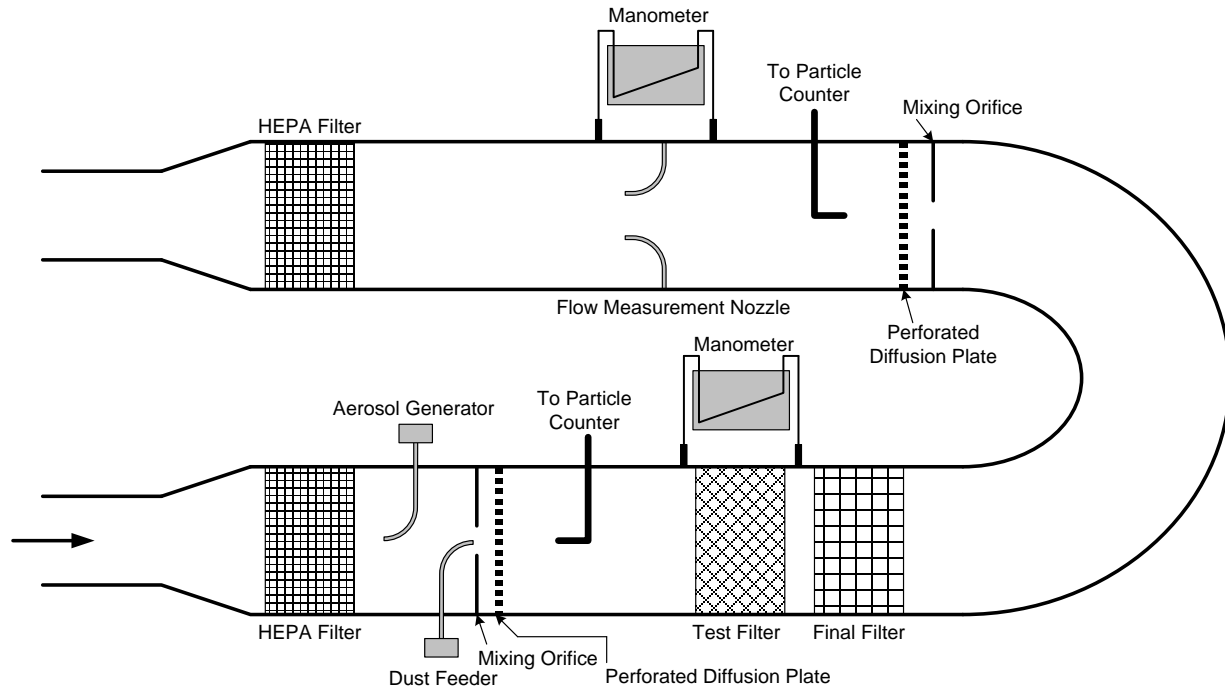 Manometer
To Particle
Counter
Mixing Orifice
HEPA Filter
Flow Measurement Nozzle
Perforated
Diffusion Plate
Manometer
Aerosol Generator
To Particle
Counter
HEPA Filter
Dust Feeder
Mixing Orifice
Perforated Diffusion Plate
Test Filter
Final Filter